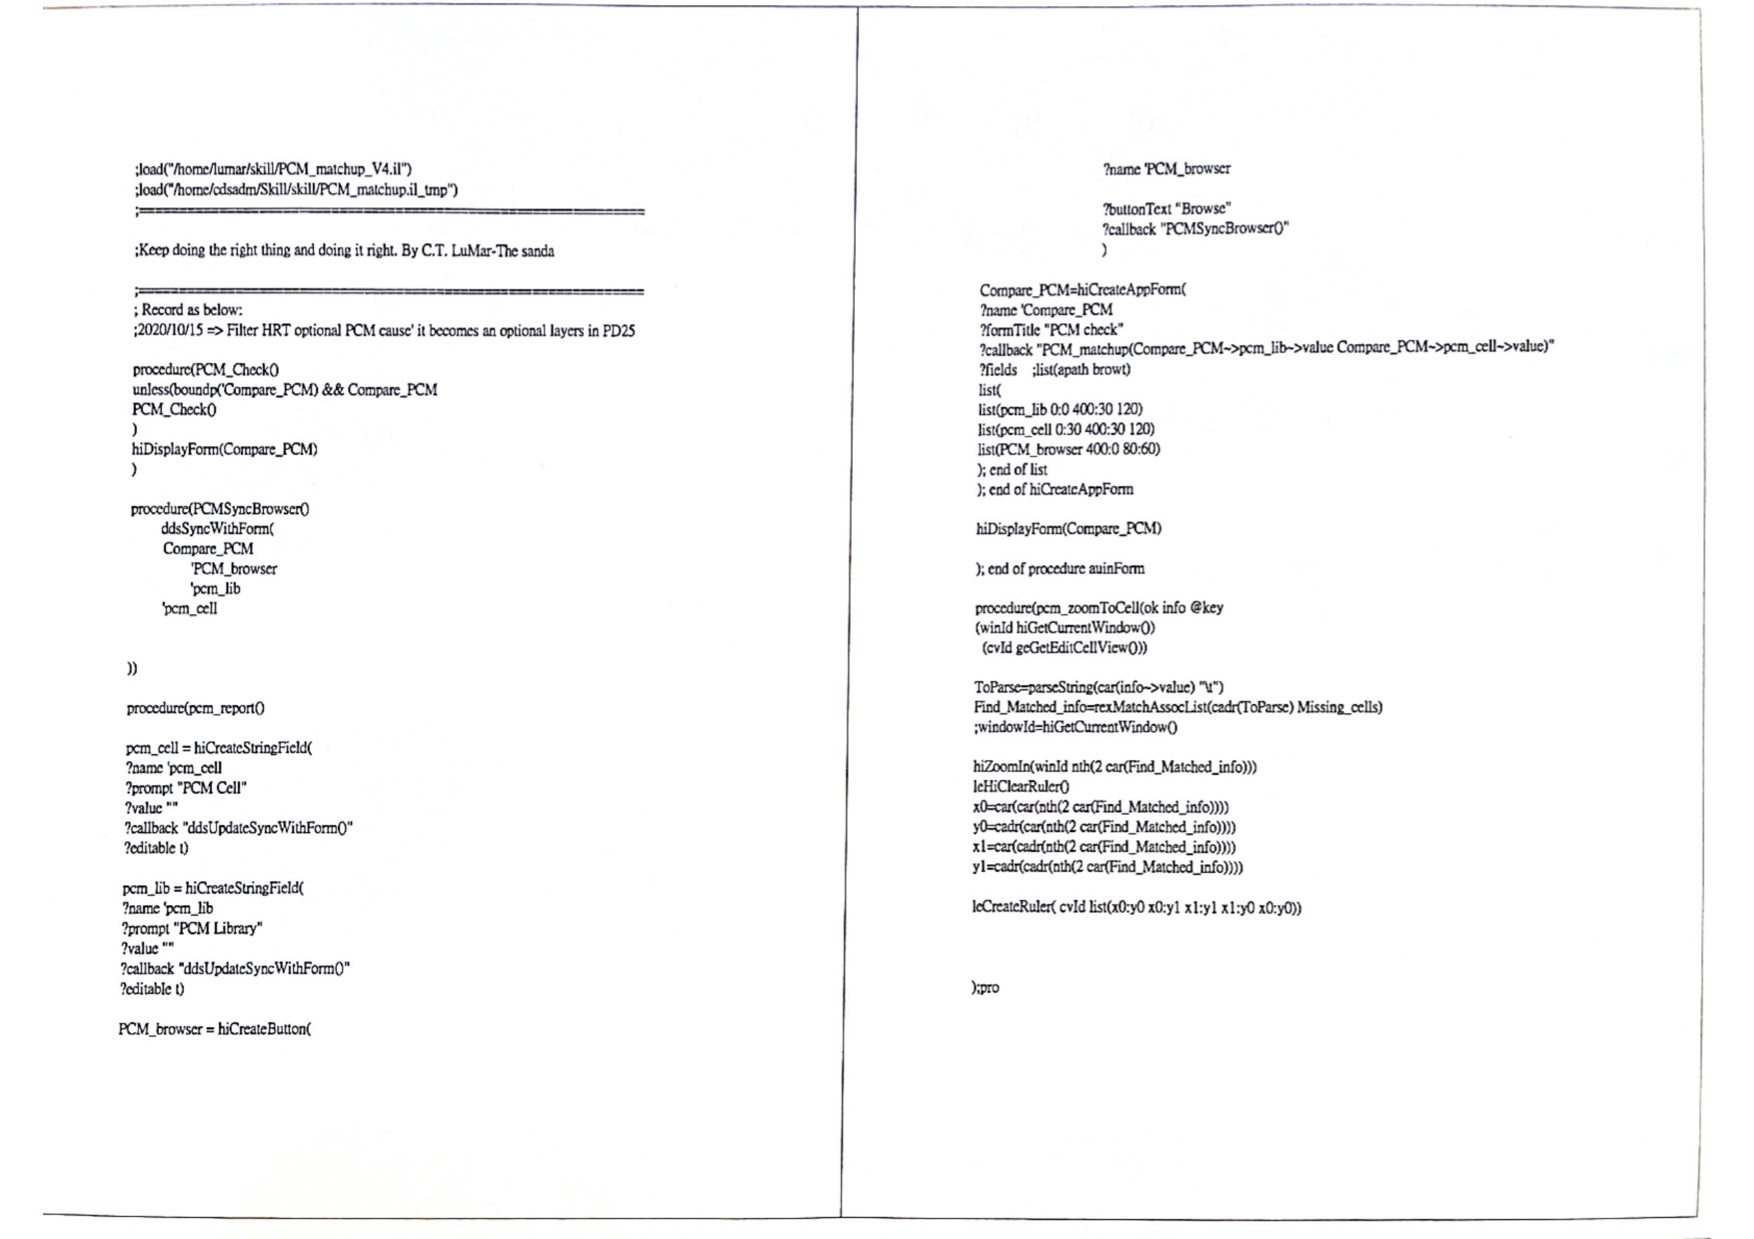 ;load("/home/lumar/skill/PCM_matchup_V4.il")
;load("/home/cdsadm/Skill/skill/PCM_matchup.il_tmp")
;==========================================================
;Keep doing the right thing and doing it right. By C.T. LuMar-The sanda
;==========================================================
; Record as below:
;2020/10/15 => Filter HRT optional PCM cause' it becomes an optional layers in PD25
procedure(PCM_Check()
unless(boundp('Compare_PCM) && Compare_PCM
PCM_Check()
)
hiDisplayForm(Compare_PCM)
)
procedure(PCMSyncBrowser()
ddsSyncWithForm(
Compare_PCM
'PCM_browser
'pcm_lib
'pcm_cell
))
procedure(pcm_report()
pcm_cell = hiCreateStringField(
?name 'pcm_cell
?prompt "PCM Cell"
?value ""
?callback "ddsUpdateSyncWithForm()"
?editable t)
pcm_lib = hiCreateStringField(
?name 'pcm_lib
?prompt "PCM Library"
?value ""
?callback "ddsUpdateSyncWithForm()"
?editable t)
PCM_browser = hiCreateButton(
?name 'PCM_browser
?buttonText "Browse"
?callback "PCMSyncBrowser()"
)
Compare_PCM=hiCreateAppForm(
?name 'Compare_PCM
?formTitle "PCM check"
?callback "PCM_matchup(Compare_PCM~>pcm_lib~>value Compare_PCM~>pcm_cell~>value)"
?fields ;list(apath browt)
list(
list(pcm_lib 0:0 400:30 120)
list(pcm_cell 0:30 400:30 120)
list(PCM_browser 400:0 80:60)
); end of list
); end of hiCreateAppForm
hiDisplayForm(Compare_PCM)
); end of procedure auinForm
procedure(pcm_zoomToCell(ok info @key
(winId hiGetCurrentWindow())
(cvId geGetEditCellView()))
ToParse=parseString(car(info~>value) "\t")
Find_Matched_info=rexMatchAssocList(cadr(ToParse) Missing_cells)
;windowId=hiGetCurrentWindow()
hiZoomIn(winId nth(2 car(Find_Matched_info)))
leHiClearRuler()
x0=car(car(nth(2 car(Find_Matched_info))))
y0=cadr(car(nth(2 car(Find_Matched_info))))
x1=car(cadr(nth(2 car(Find_Matched_info))))
y1=cadr(cadr(nth(2 car(Find_Matched_info))))
leCreateRuler( cvId list(x0:y0 x0:y1 x1:y1 x1:y0 x0:y0))
);pro